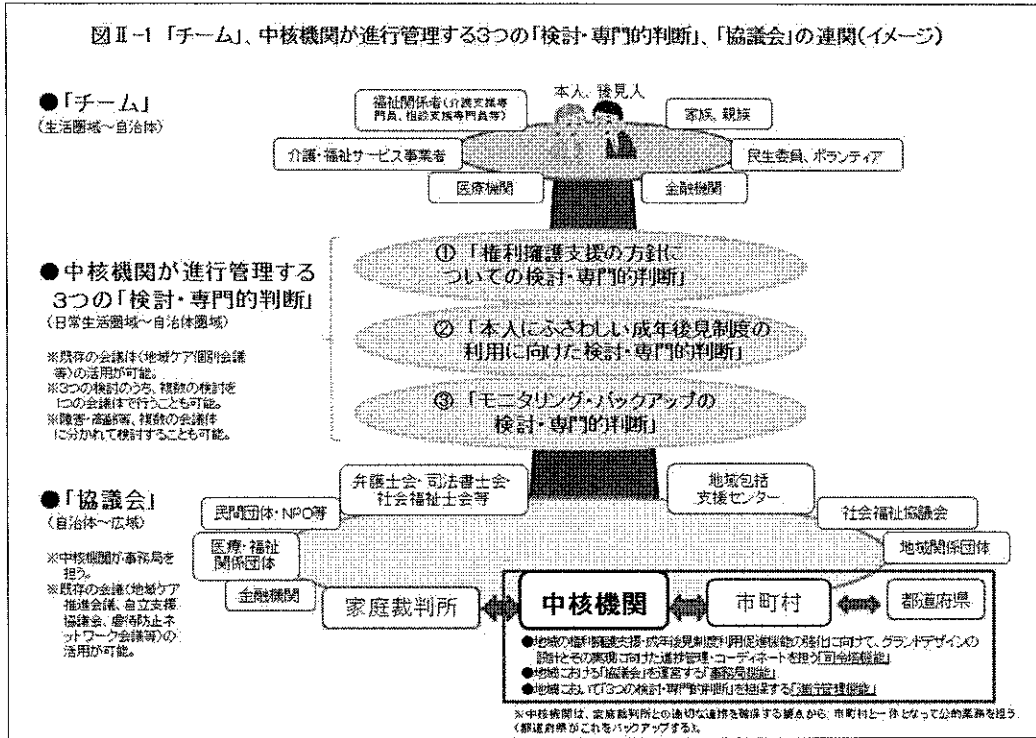 図Ⅱ-1 「チーム」、中核機関が進行管理する3つの「検討・専門的判断」、「協議会」の連関(イメージ)
●「チーム」
(生活圏域～自治体)
本人、後見人
福祉関係者(介護支援専
門員、相談支援専門員等)
家族、親族
介護・福祉サービス事業者
民生委員、ボランティア
医療機関
金融機関
●中核機関が進行管理する
3つの「検討・専門的判断」
(日常生活圏域～自治体圏域)
※既存の会議体(地域ケア個別会議
等)の活用が可能。
※3つの検討のうち、複数の検討を
1つの会議体で行うことも可能。
※障害・高齢等、複数の会議体
に分かれて検討することも可能。
① 「権利擁護支援の方針に
ついての検討・専門的判断」
② 「本人にふさわしい成年後見制度の
利用に向けた検討・専門的判断」
③ 「モニタリング・バックアップの
検討・専門的判断」
●「協議会」
(自治体～広域)
※中核機関が事務局を
担う。
※既存の会議(地域ケア
推進会議、自立支援
協議会、虐待防止ネ
ットワーク会議等)の
活用が可能。
弁護士会・司法書士会・
社会福祉士会等
地域包括
支援センター
民間団体・NPO等
社会福祉協議会
医療・福祉
関係団体
地域関係団体
金融機関
家庭裁判所
中核機関
市町村
都道府県
●地域の権利擁護支援・成年後見制度利用促進機能の強化に向けて、グランドデザインの
設計とその実現に向けた進捗管理・コーディネートを担う「司令塔機能」
●地域における「協議会」を運営する「事務局機能」
●地域において「3つの検討・専門的判断」を担保する「進行管理機能」
※中核機関は、家庭裁判所との適切な連携を確保する観点から、市町村と一体となって公的業務を担う
(都道府県がこれをバックアップする)。